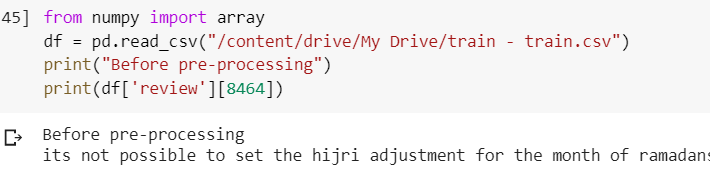 45] from numpy import array
df = pd.read_csv("/content/drive/My Drive/train - train.csv")
print("Before pre-processing")
print(df['review'][8464])
Before pre-processing
its not possible to set the hijri adjustment for the month of ramadans